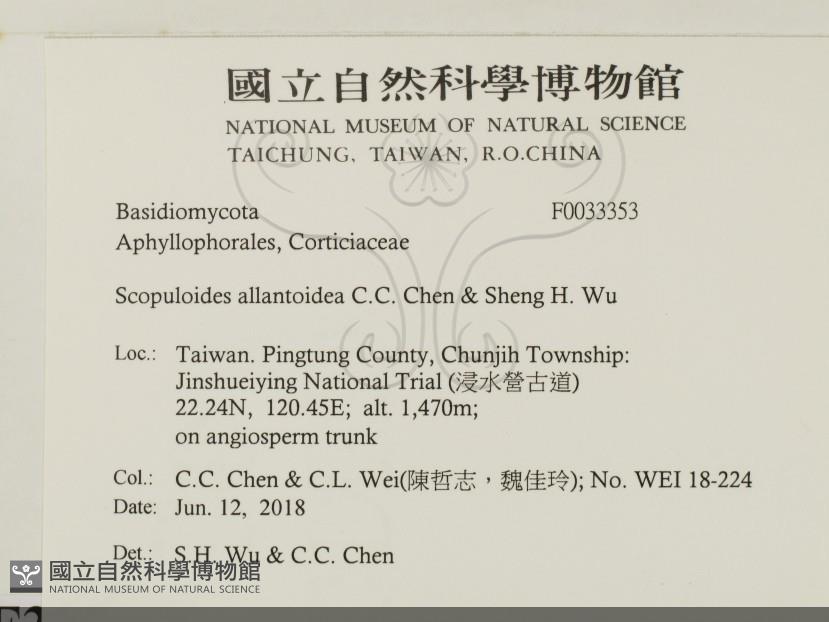 國立自然科學博物館
NATIONAL MUSEUM OF NATURAL SCIENCE
TAICHUNG, TAIWAN, R.O.CHINA
Basidiomycota F0033353
Aphyllophorales, Corticiaceae
Scopuloides allantoidea C.C. Chen & Sheng H. Wu
Loc.: Taiwan. Pingtung County, Chunjih Township:
Jinshueiying National Trial (浸水營古道)
22.24N, 120.45E; alt. 1,470m;
on angiosperm trunk
Col.: C.C. Chen & C.L. Wei(陳哲志，魏佳玲); No. WEI 18-224
Date: Jun. 12, 2018
Det.: S.H. Wu & C.C. Chen
國立自然科學博物館
NATIONAL MUSEUM OF NATURAL SCIENCE